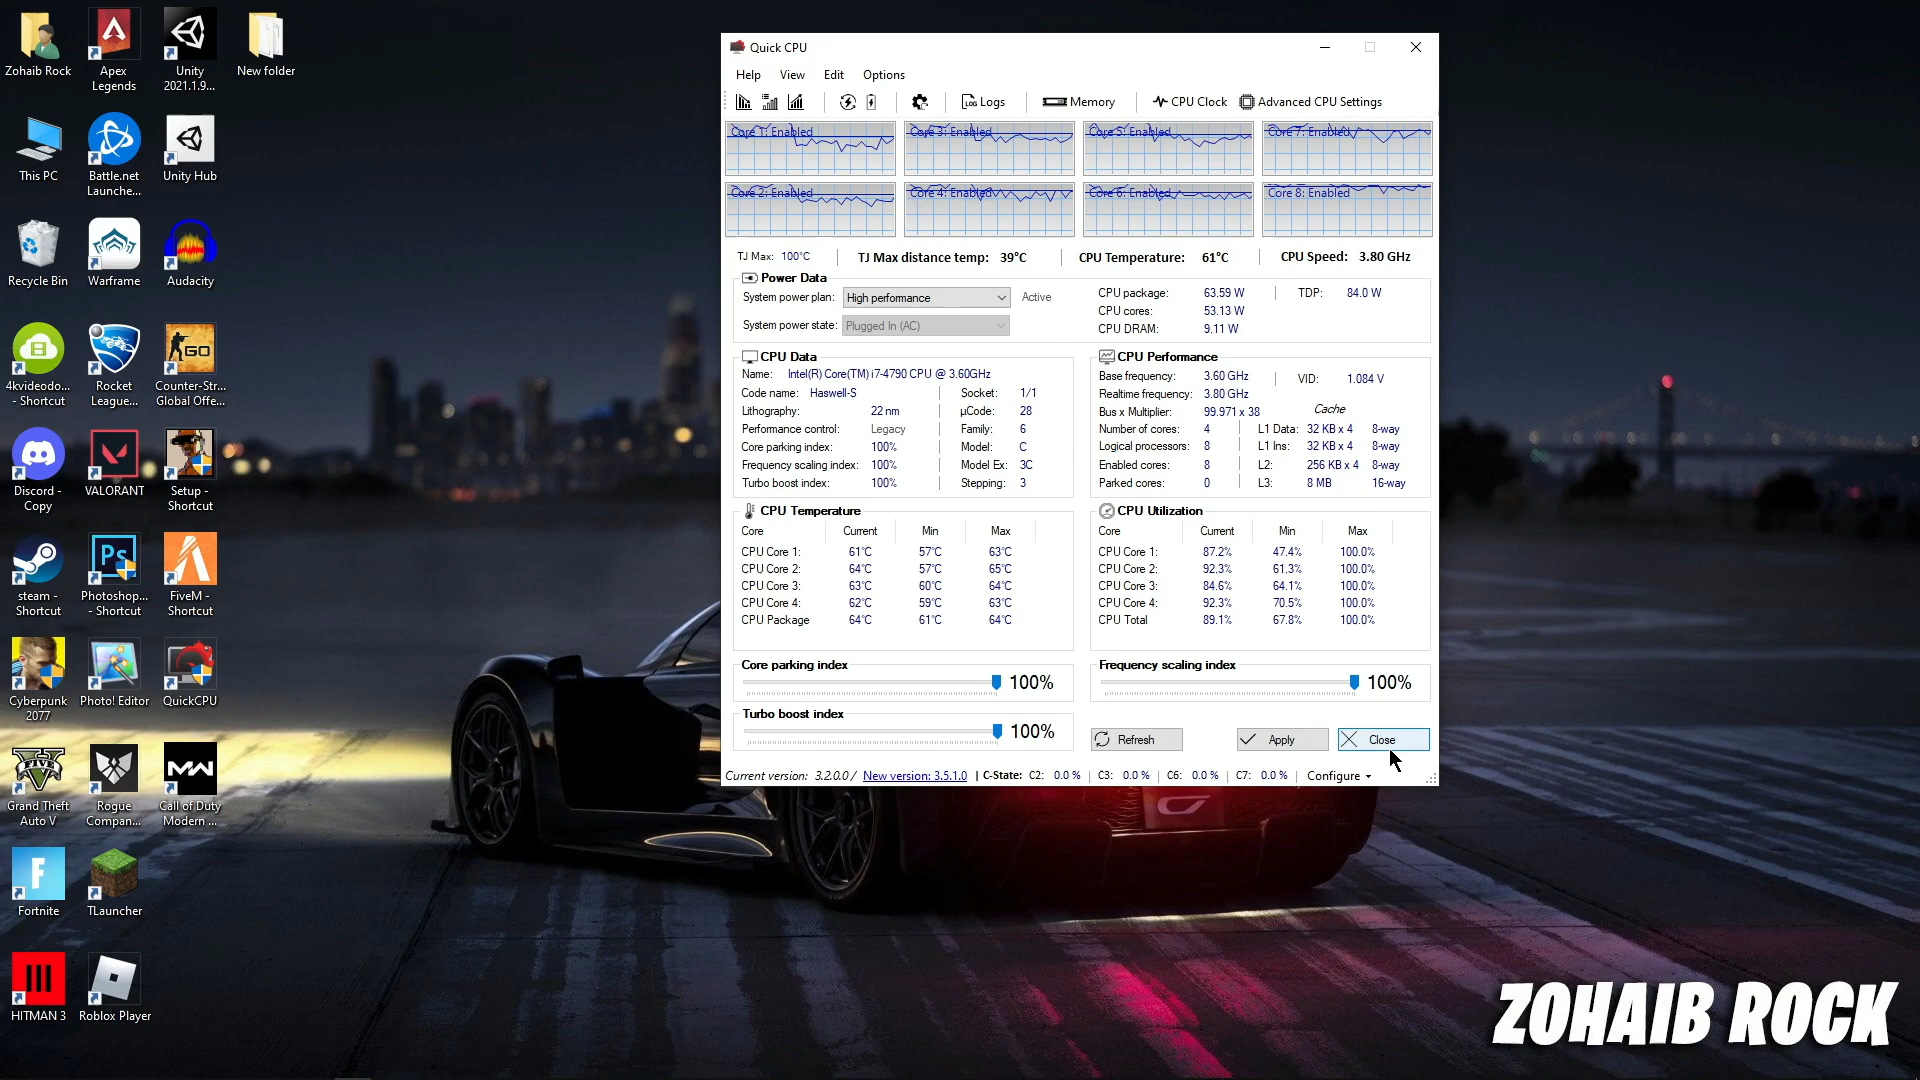 Zohaib Rock
Apex
Legends
Unity
2021.1.9...
New folder
This PC
Battle.net
Launche...
Unity Hub
Recycle Bin
Warframe
Audacity
4kvideodo...
- Shortcut
Rocket
League...
GO
Counter-Str...
Global Offe...
Discord -
Copy
VALORANT
Setup -
Shortcut
steam -
Shortcut
Ps
Photoshop...
- Shortcut
FiveM -
Shortcut
Cyberpunk
2077
Photo! Editor
QuickCPU
FIVE
Grand Theft
Auto V
Rogue
Compan...
MW
Call of Duty
Modern ...
Fortnite
TLauncher
HITMAN 3
Roblox Player
Quick CPU
Help View Edit Options
LOG Logs Memory CPU Clock Advanced CPU Settings
Core 1: Enabled Core 3: Enabled Core 5: Enabled Core 7: Enabled
Core 2: Enabled Core 4: Enabled Core 6: Enabled Core 8: Enabled
TJ Max: 100°C TJ Max distance temp: 39°C CPU Temperature: 61°C CPU Speed: 3.80 GHz
Power Data
System power plan: High performance Active
System power state: Plugged In (AC)
CPU package: 63.59 W TDP: 84.0 W
CPU cores: 53.13 W
CPU DRAM: 9.11 W
CPU Data
Name: Intel(R) Core(TM) i7-4790 CPU @ 3.60GHz
Code name: Haswell-S Socket: 1/1
Lithography: 22 nm µCode: 28
Performance control: Legacy Family: 6
Core parking index: 100% Model: C
Frequency scaling index: 100% Model Ex: 3C
Turbo boost index: 100% Stepping: 3
CPU Performance
Base frequency: 3.60 GHz VID: 1.084 V
Realtime frequency: 3.80 GHz
Bus x Multiplier: 99.971 x 38 Cache
Number of cores: 4 L1 Data: 32 KB x 4 8-way
Logical processors: 8 L1 Ins: 32 KB x 4 8-way
Enabled cores: 8 L2: 256 KB x 4 8-way
Parked cores: 0 L3: 8 MB 16-way
CPU Temperature
Core Current Min Max
CPU Core 1: 61°C 57°C 63°C
CPU Core 2: 64°C 57°C 65°C
CPU Core 3: 63°C 60°C 64°C
CPU Core 4: 62°C 59°C 63°C
CPU Package 64°C 61°C 64°C
CPU Utilization
Core Current Min Max
CPU Core 1: 87.2% 47.4% 100.0%
CPU Core 2: 92.3% 61.3% 100.0%
CPU Core 3: 84.6% 64.1% 100.0%
CPU Core 4: 92.3% 70.5% 100.0%
CPU Total 89.1% 67.8% 100.0%
Core parking index
100%
Frequency scaling index
100%
Turbo boost index
100%
Refresh Apply Close
Current version: 3.2.0.0 / New version: 3.5.1.0 | C-State: C2: 0.0 % | C3: 0.0 % | C6: 0.0 % | C7: 0.0 % | Configure
ZOHAIB ROCK